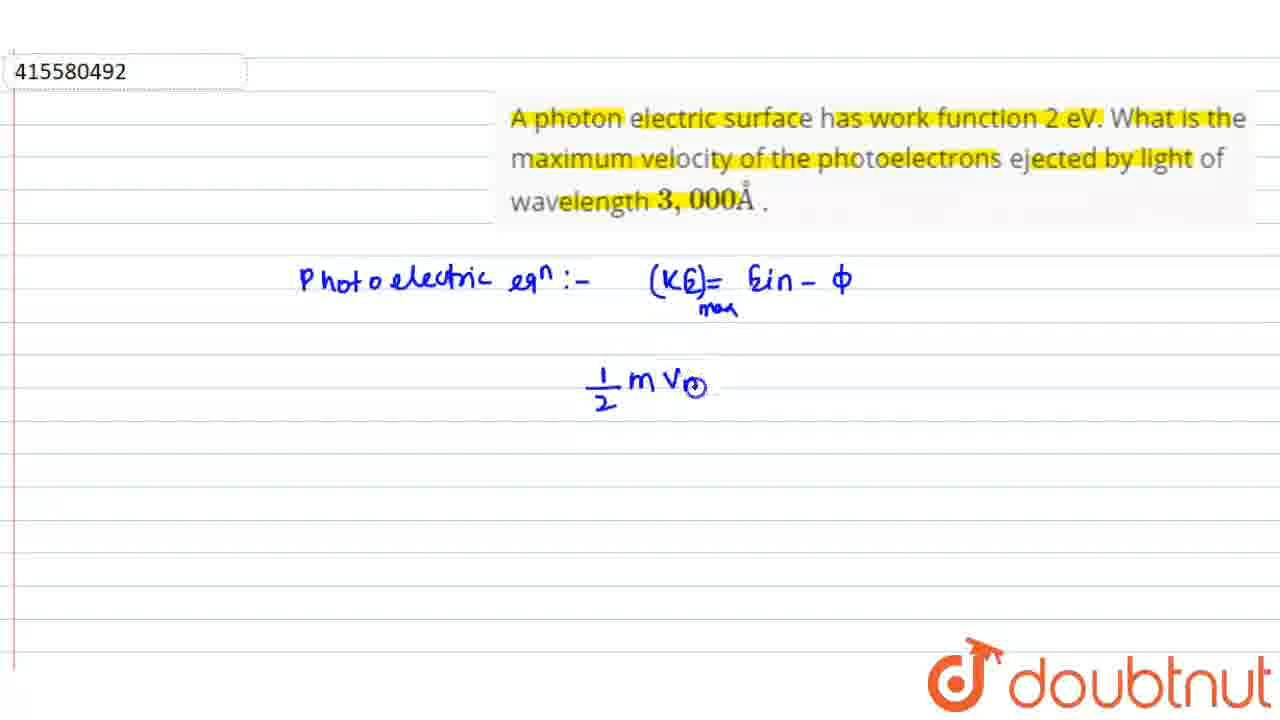 415580492
A photon electric surface has work function 2 eV. What is the
maximum velocity of the photoelectrons ejected by light of
wavelength 3, 000Å .
Photoelectric eqⁿ :- (KE)max = Ein - ϕ
1/2 m Vm
doubtnut